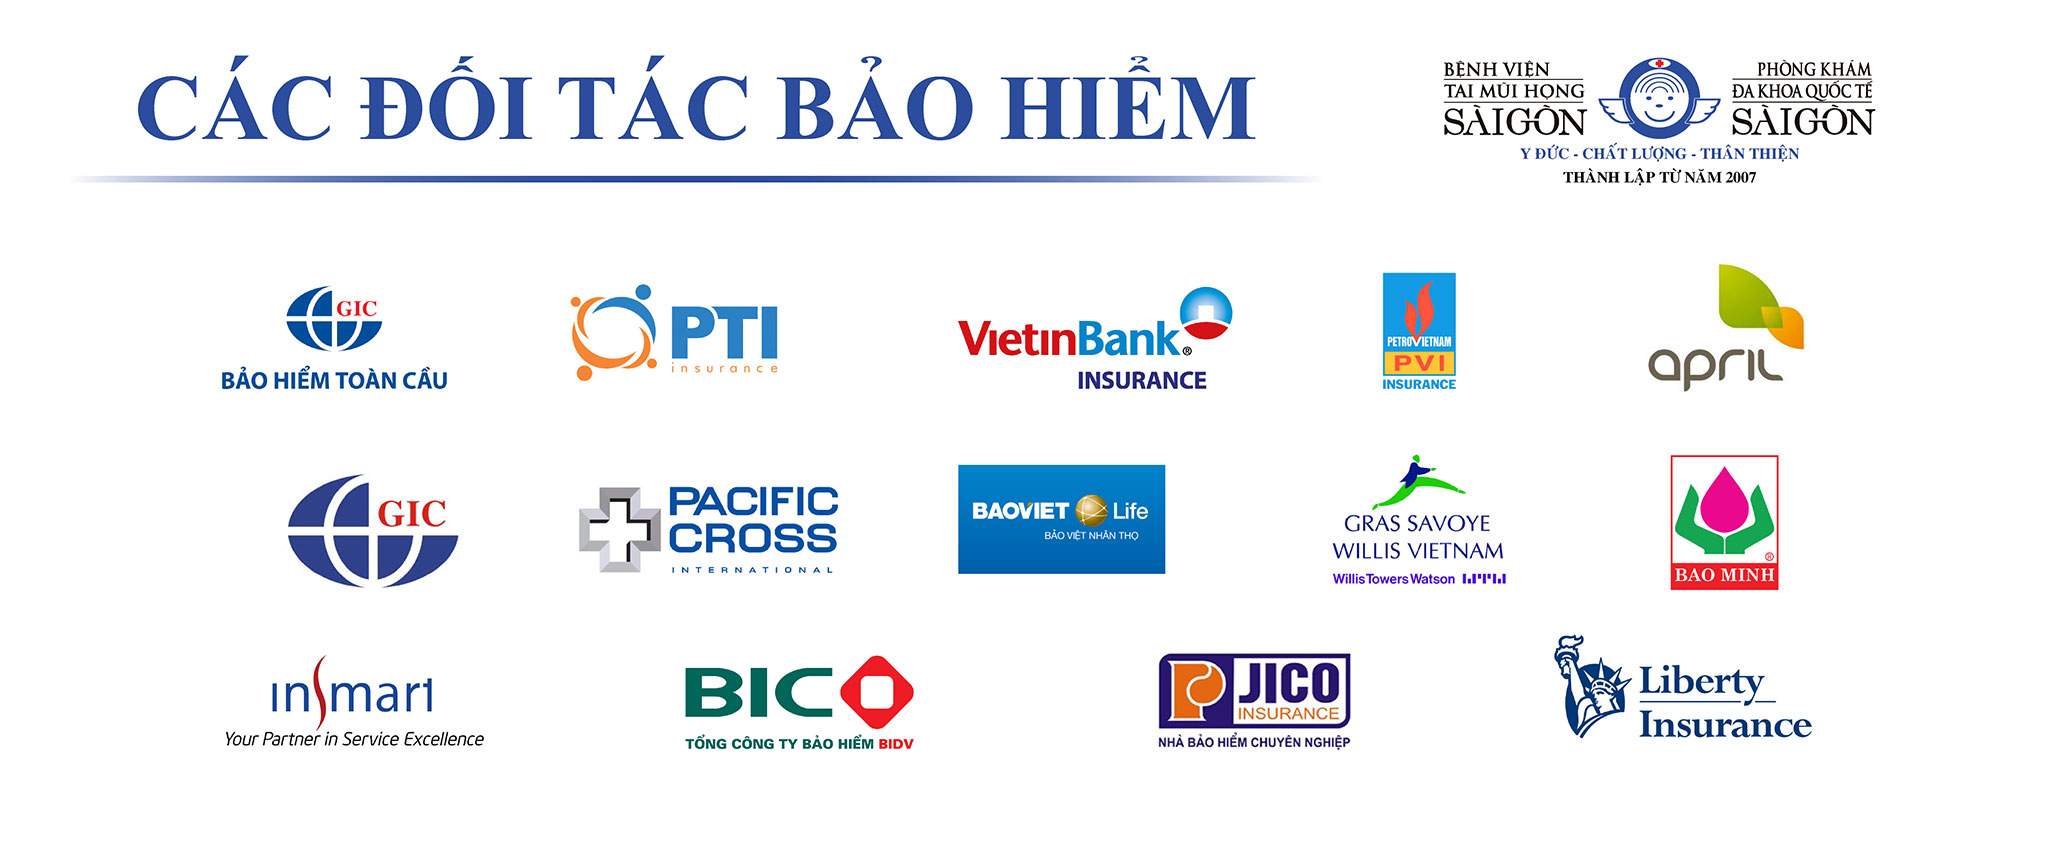 CÁC ĐỐI TÁC BẢO HIỂM
BỆNH VIỆN
TAI MŨI HỌNG
SÀIGÒN
PHÒNG KHÁM
ĐA KHOA QUỐC TẾ
SÀIGÒN
Y ĐỨC - CHẤT LƯỢNG - THÂN THIỆN
THÀNH LẬP TỪ NĂM 2007
GIC
BẢO HIỂM TOÀN CẦU
PTI
insurance
VietinBank®
INSURANCE
PETROVIETNAM
PVI
INSURANCE
april
GIC
PACIFIC
CROSS
INTERNATIONAL
BAOVIET Life
BẢO VIỆT NHÂN THỌ
GRAS SAVOYE
WILLIS VIETNAM
WillisTowersWatson
®
BAO MINH
insmart
Your Partner in Service Excellence
BIC
TỔNG CÔNG TY BẢO HIỂM BIDV
PJICO
INSURANCE
NHÀ BẢO HIỂM CHUYÊN NGHIỆP
Liberty
Insurance